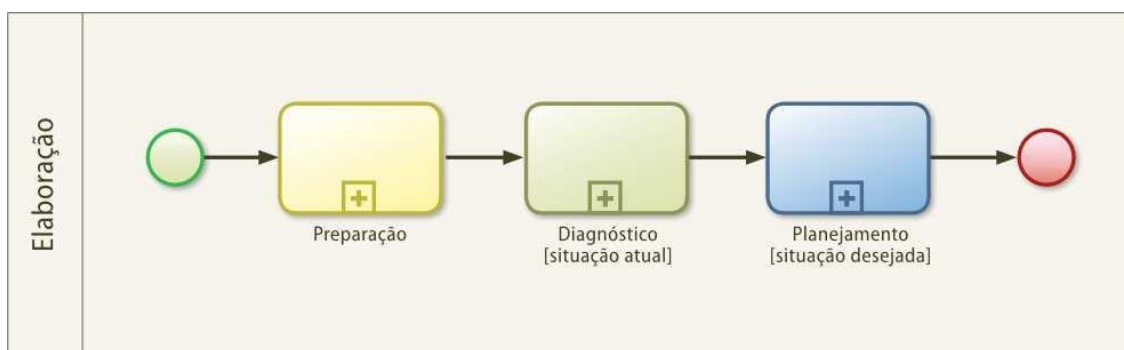 Elaboração
Preparação
Diagnóstico
[situação atual]
Planejamento
[situação desejada]